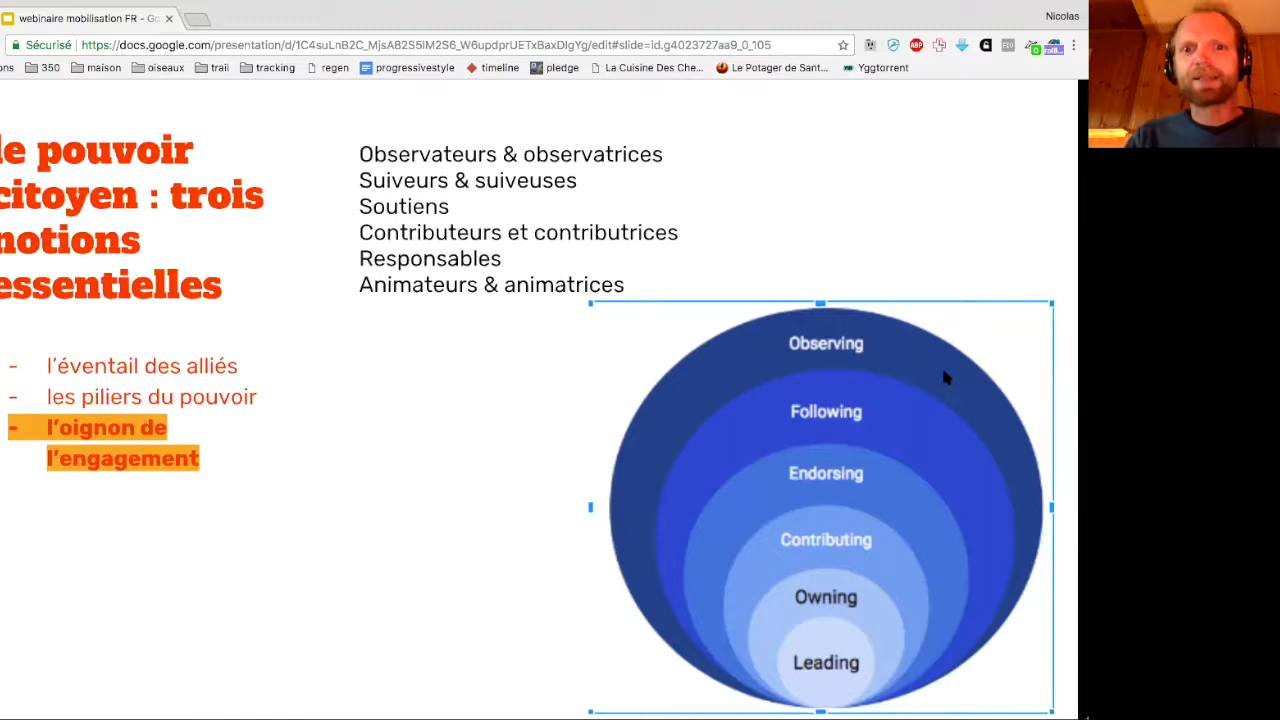 webinaire mobilisation FR - Go
Nicolas
Sécurisé
https://docs.google.com/presentation/d/1C4suLnB2C_MjsA82S5lM2S6_W6updprUETxBaxDIgYg/edit#slide=id.g4023727aa9_0_105
ons 350 maison oiseaux trail tracking regen progressivestyle timeline pledge La Cuisine Des Che... Le Potager de Sant... Yggtorrent
le pouvoir
citoyen : trois
notions
essentielles
- l'éventail des alliés
- les piliers du pouvoir
- l'oignon de
l'engagement
Observateurs & observatrices
Suiveurs & suiveuses
Soutiens
Contributeurs et contributrices
Responsables
Animateurs & animatrices
Observing
Following
Endorsing
Contributing
Owning
Leading